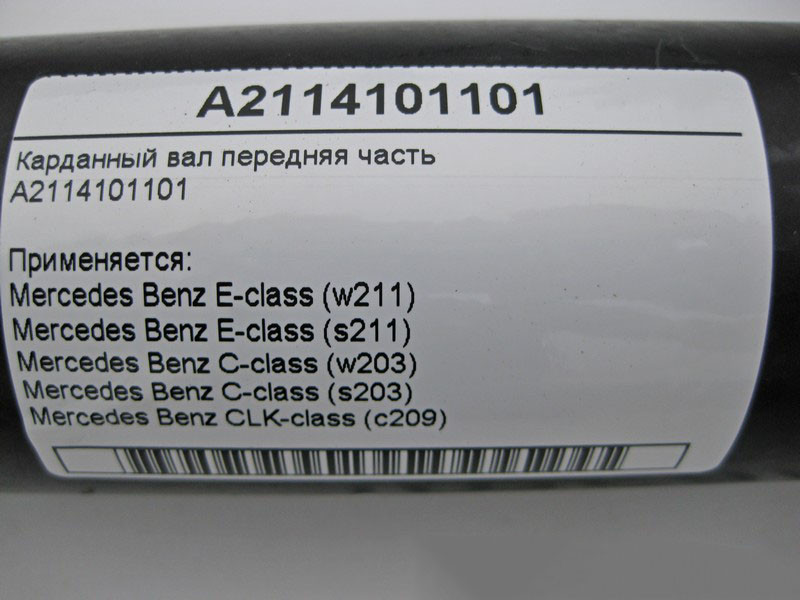 A2114101101
Карданный вал передняя часть
A2114101101
Применяется:
Mercedes Benz E-class (w211)
Mercedes Benz E-class (s211)
Mercedes Benz C-class (w203)
Mercedes Benz C-class (s203)
Mercedes Benz CLK-class (c209)